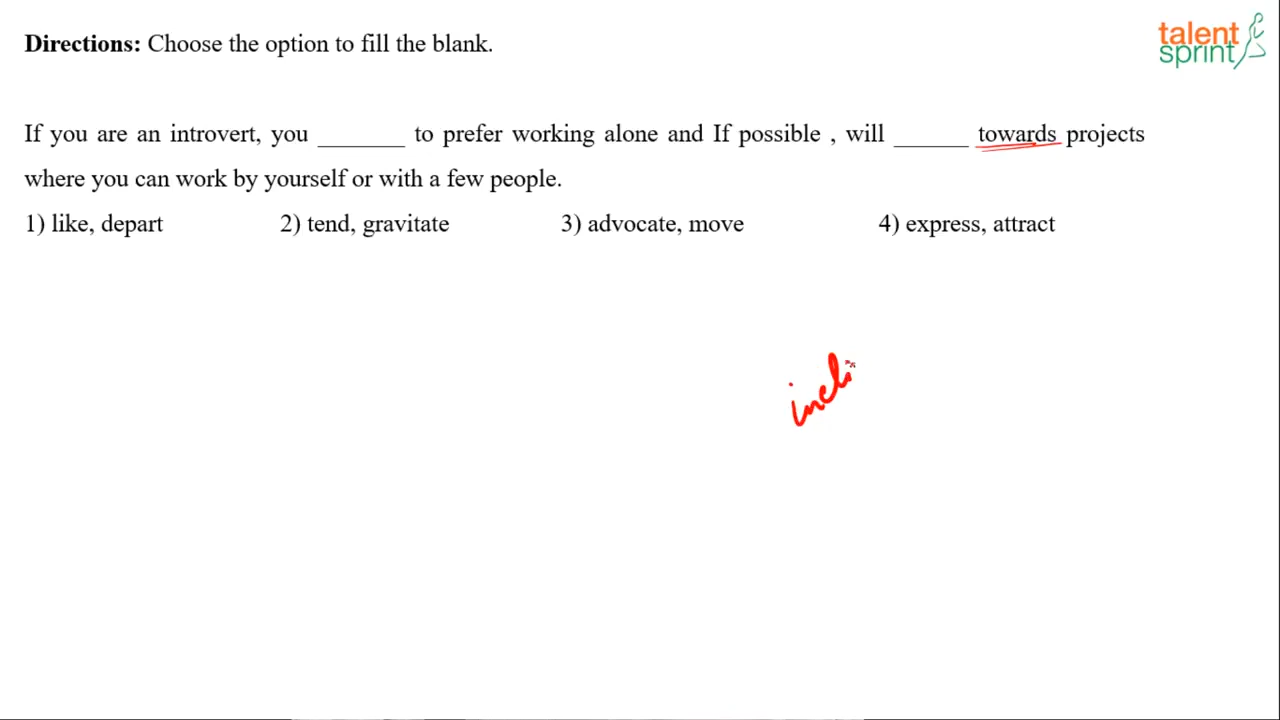 Directions: Choose the option to fill the blank.
talent
sprint
If you are an introvert, you _______ to prefer working alone and If possible , will ______ towards projects
where you can work by yourself or with a few people.
1) like, depart 2) tend, gravitate 3) advocate, move 4) express, attract
incli